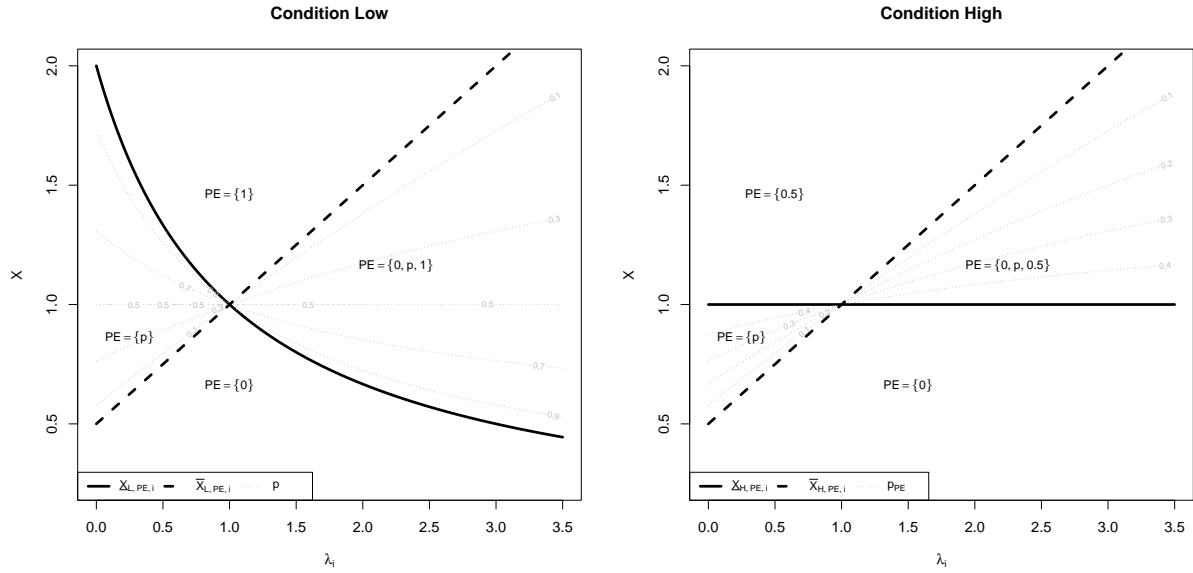 Condition Low
X
2.0
1.5
1.0
0.5
PE = {1}
PE = {0, p, 1}
PE = {p}
PE = {0}
0.1
0.3
0.5
0.5
0.5
0.5
0.5
0.7
0.7
0.9
X̲L, PE, i X̅L, PE, i p
0.0 0.5 1.0 1.5 2.0 2.5 3.0 3.5
λi
Condition High
X
2.0
1.5
1.0
0.5
PE = {0.5}
PE = {0, p, 0.5}
PE = {p}
PE = {0}
0.1
0.2
0.3
0.4
0.4
0.3
X̲H, PE, i X̅H, PE, i pPE
0.0 0.5 1.0 1.5 2.0 2.5 3.0 3.5
λi